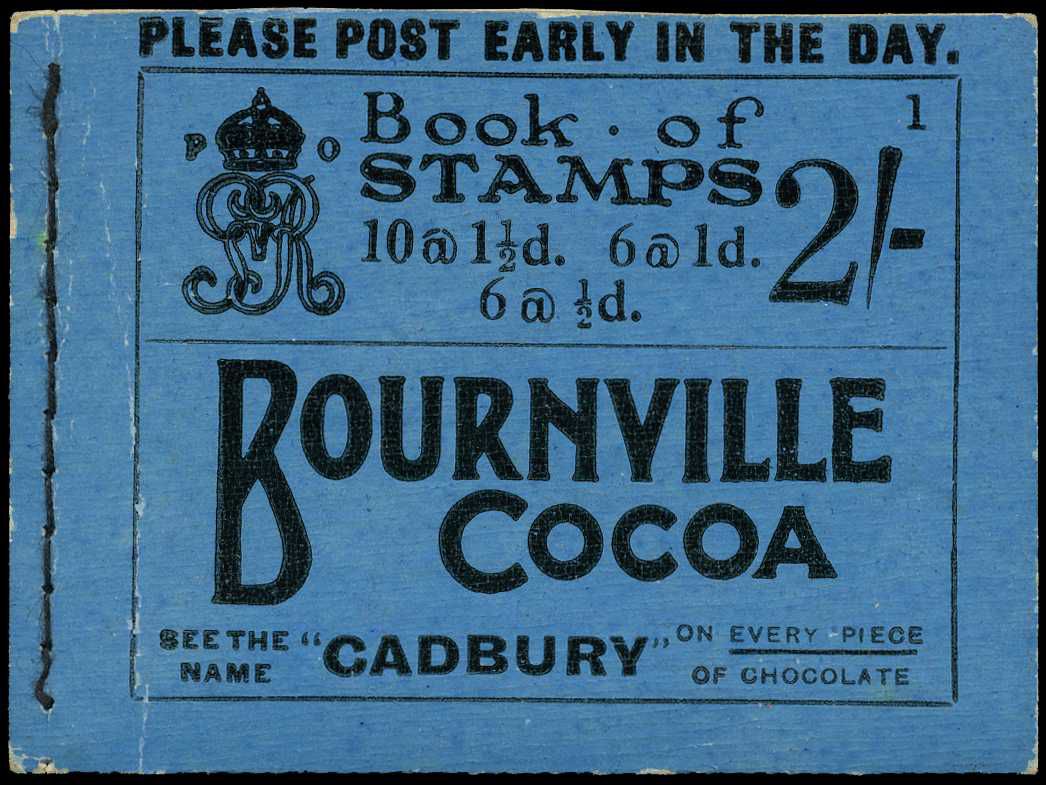 PLEASE POST EARLY IN THE DAY.
1
P O
Book · of
STAMPS 2/-
10@1½d. 6@1d.
6@½d.
BOURNVILLE
COCOA
SEE THE NAME "CADBURY" ON EVERY PIECE
OF CHOCOLATE